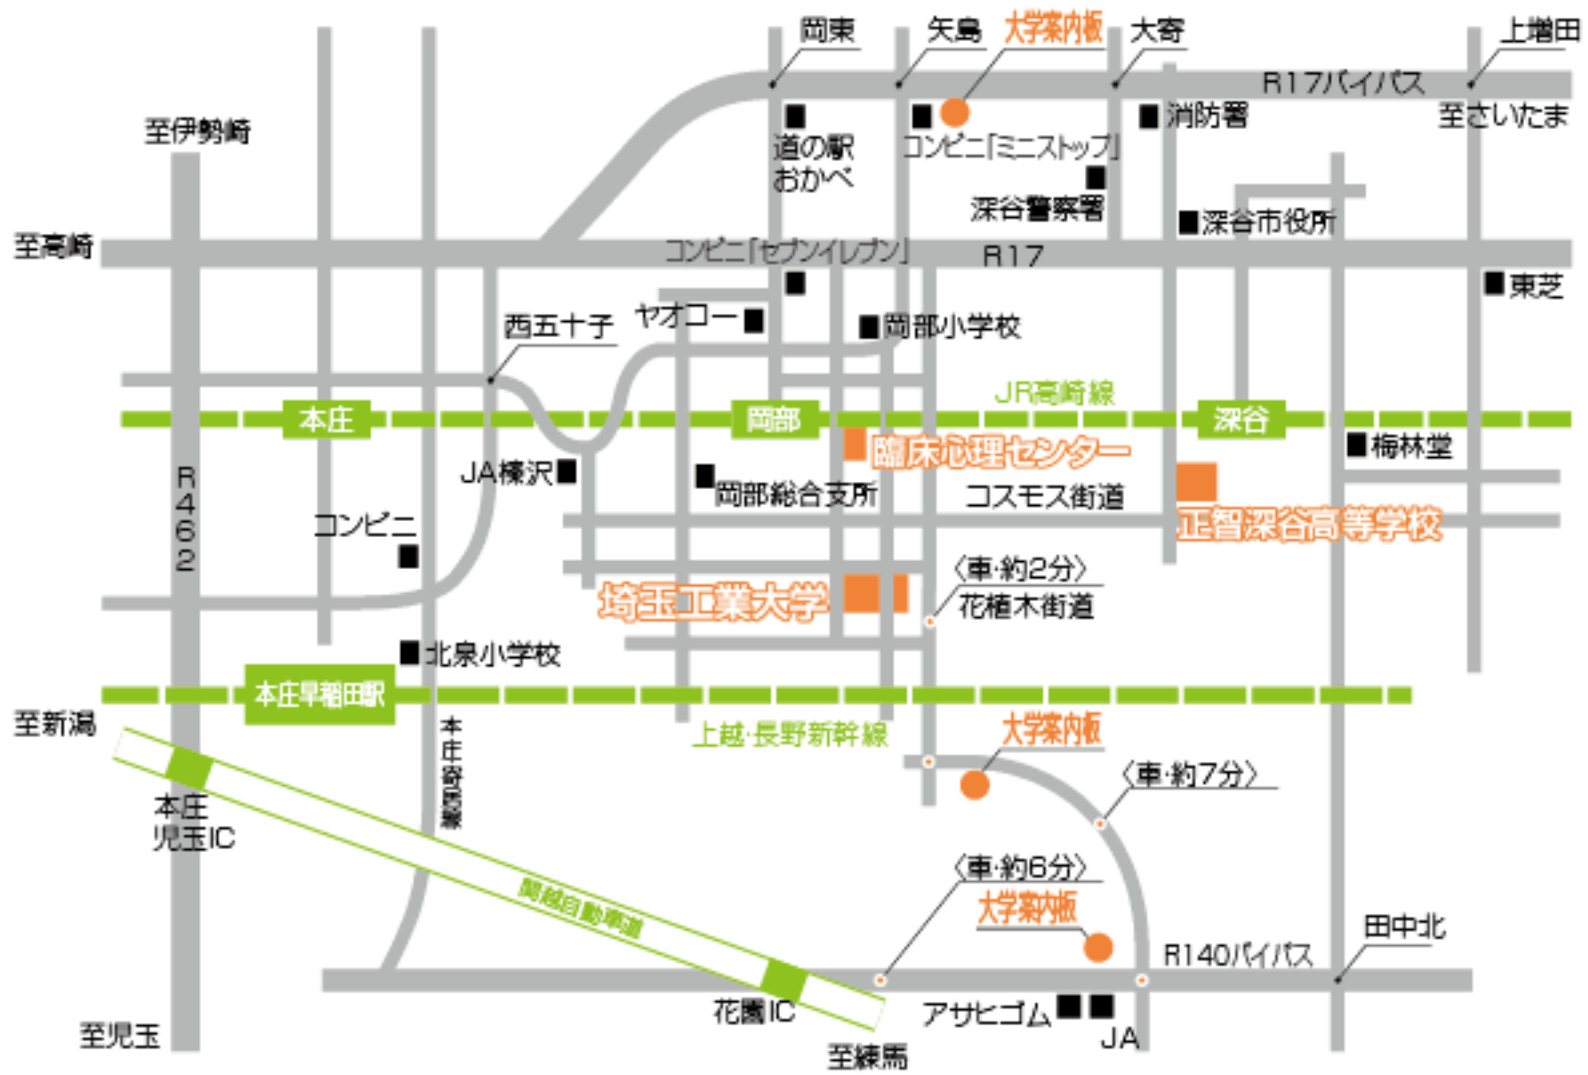 岡東
矢島
大学案内板
大寄
上増田
R17バイパス
至伊勢崎
道の駅
おかべ
コンビニ「ミニストップ」
消防署
至さいたま
深谷警察署
深谷市役所
至高崎
コンビニ「セブンイレブン」
R17
東芝
西五十子
ヤオコー
岡部小学校
JR高崎線
本庄
岡部
深谷
臨床心理センター
梅林堂
R462
JA榛沢
岡部総合支所
コスモス街道
正智深谷高等学校
コンビニ
〈車・約2分〉
花植木街道
埼玉工業大学
北泉小学校
本庄早稲田駅
至新潟
上越・長野新幹線
大学案内板
本庄寄居線
〈車・約7分〉
本庄
児玉IC
関越自動車道
〈車・約6分〉
大学案内板
田中北
R140バイパス
花園IC
アサヒゴム
JA
至児玉
至練馬